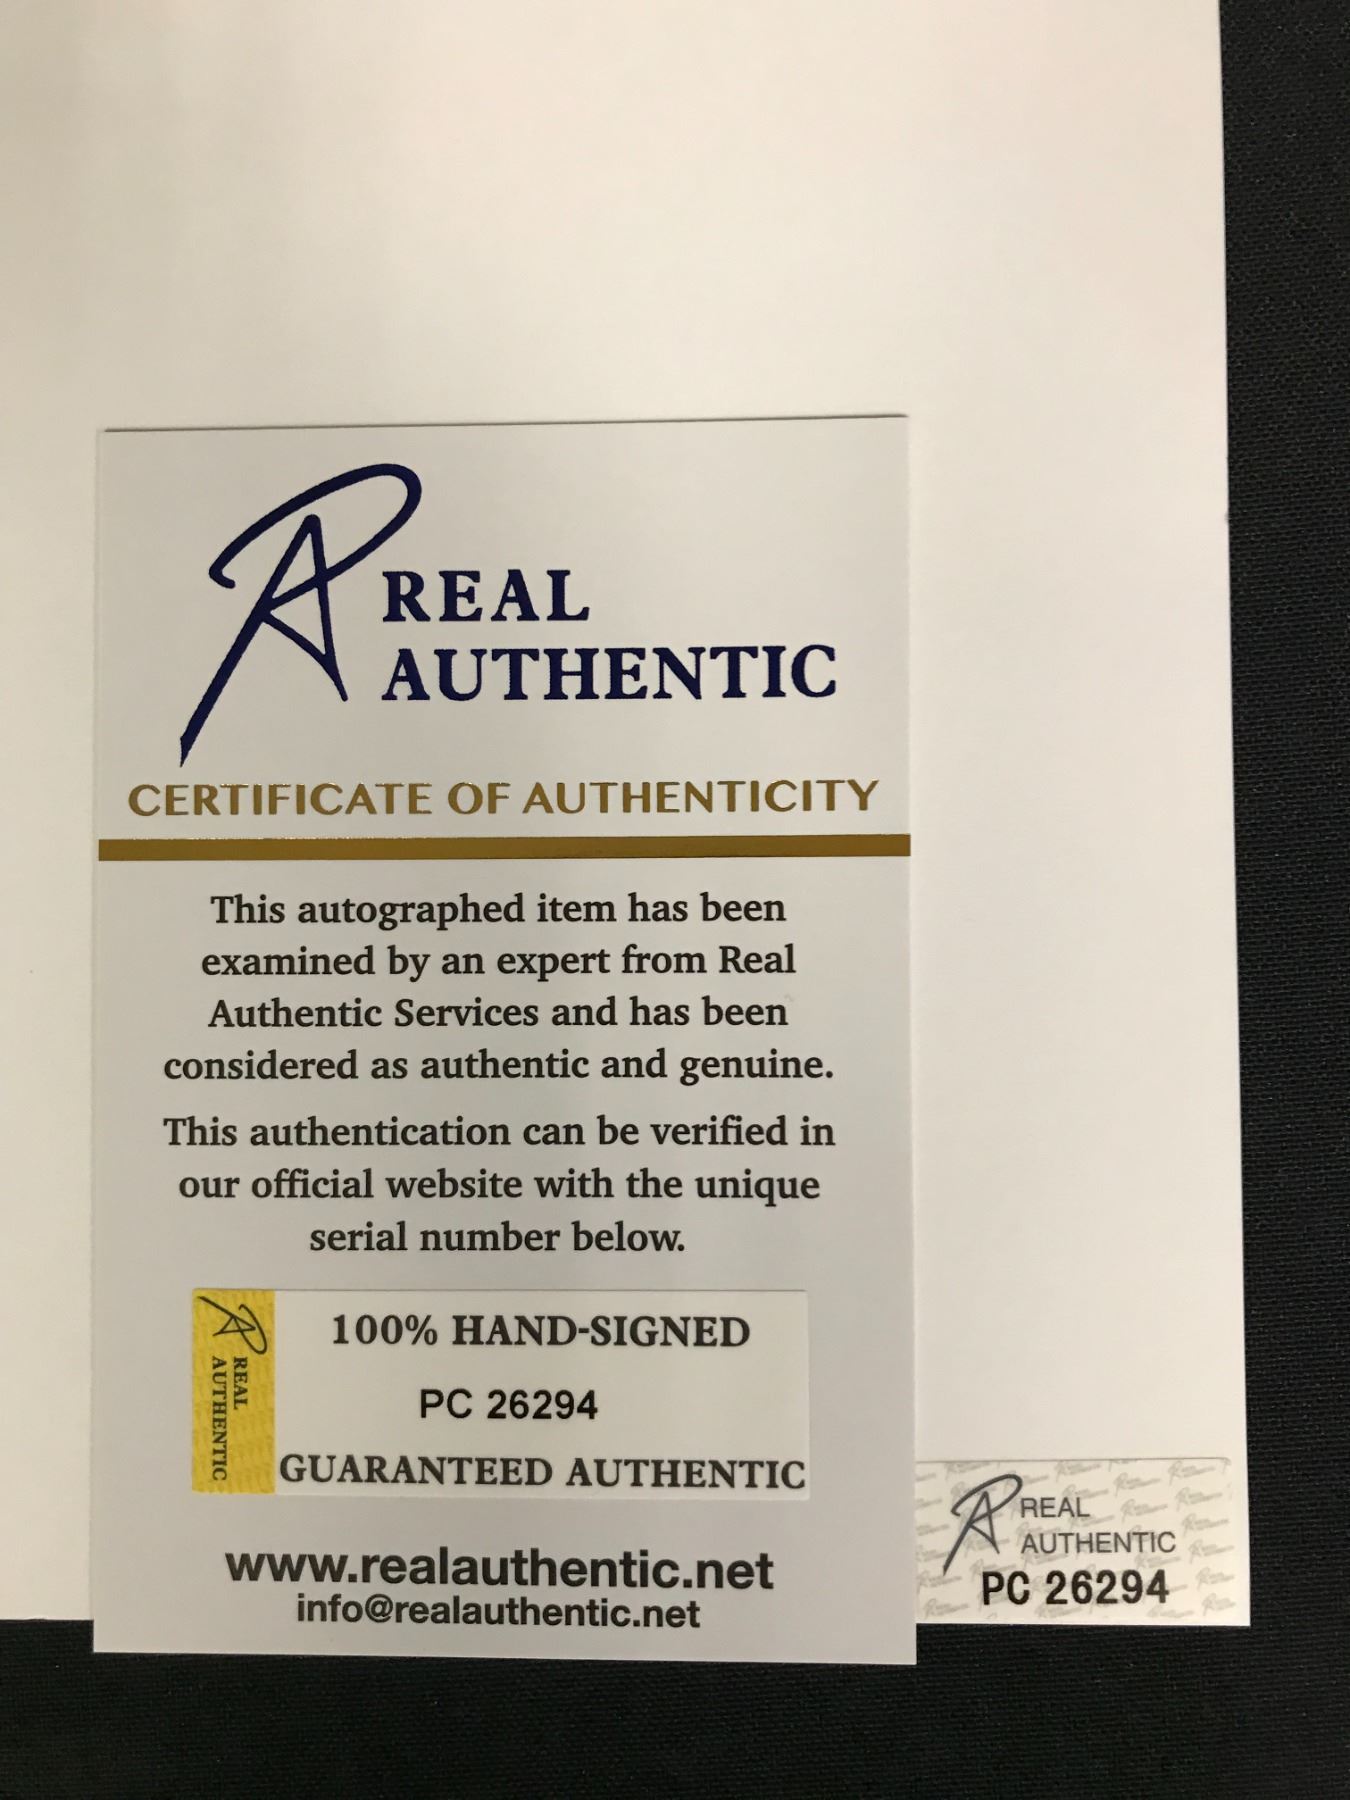 REAL
AUTHENTIC
CERTIFICATE OF AUTHENTICITY
This autographed item has been
examined by an expert from Real
Authentic Services and has been
considered as authentic and genuine.
This authentication can be verified in
our official website with the unique
serial number below.
REAL
AUTHENTIC
100% HAND-SIGNED
PC 26294
GUARANTEED AUTHENTIC
www.realauthentic.net
info@realauthentic.net
REAL
AUTHENTIC
PC 26294